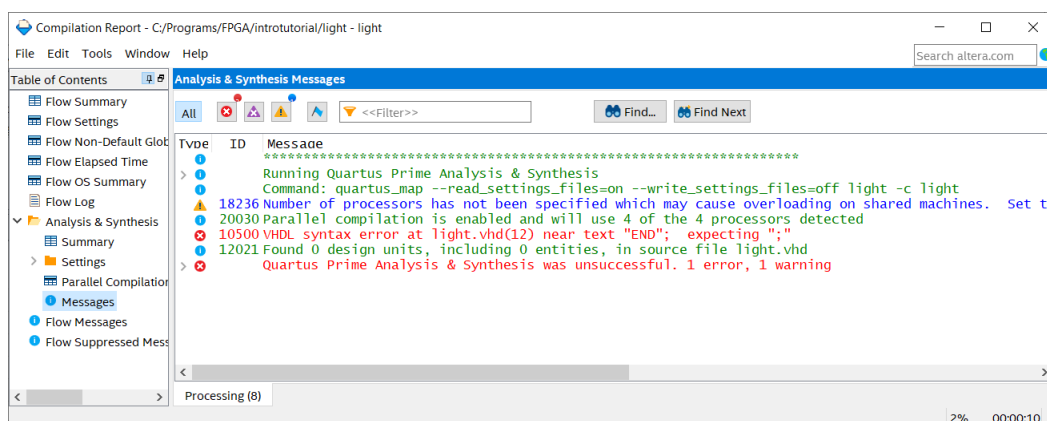 Compilation Report - C:/Programs/FPGA/introtutorial/light - light
File Edit Tools Window Help
Search altera.com
Table of Contents
Flow Summary
Flow Settings
Flow Non-Default Glob
Flow Elapsed Time
Flow OS Summary
Flow Log
Analysis & Synthesis
Summary
Settings
Parallel Compilation
Messages
Flow Messages
Flow Suppressed Mess
Analysis & Synthesis Messages
All <<Filter>> Find... Find Next
Type ID Message
*******************************************************************
Running Quartus Prime Analysis & Synthesis
Command: quartus_map --read_settings_files=on --write_settings_files=off light -c light
18236 Number of processors has not been specified which may cause overloading on shared machines. Set t
20030 Parallel compilation is enabled and will use 4 of the 4 processors detected
10500 VHDL syntax error at light.vhd(12) near text "END"; expecting ";"
12021 Found 0 design units, including 0 entities, in source file light.vhd
Quartus Prime Analysis & Synthesis was unsuccessful. 1 error, 1 warning
Processing (8)
2% 00:00:10